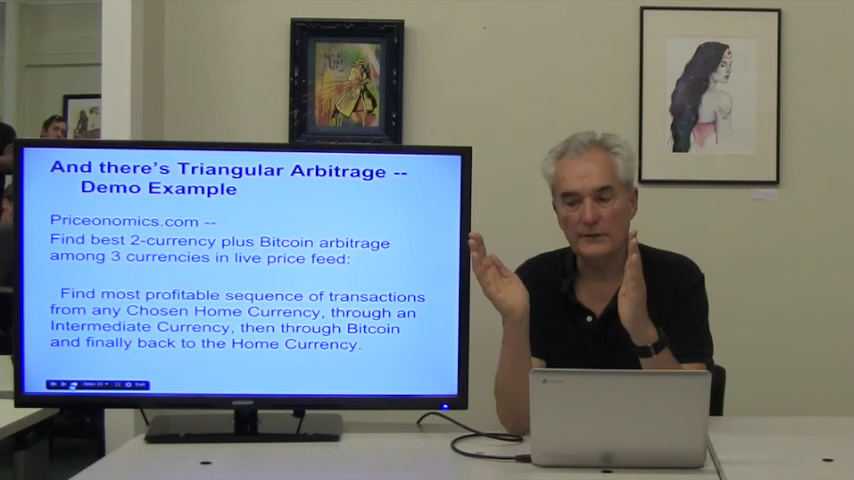 And there's Triangular Arbitrage --
Demo Example
Priceonomics.com --
Find best 2-currency plus Bitcoin arbitrage
among 3 currencies in live price feed:
Find most profitable sequence of transactions
from any Chosen Home Currency, through an
Intermediate Currency, then through Bitcoin
and finally back to the Home Currency.